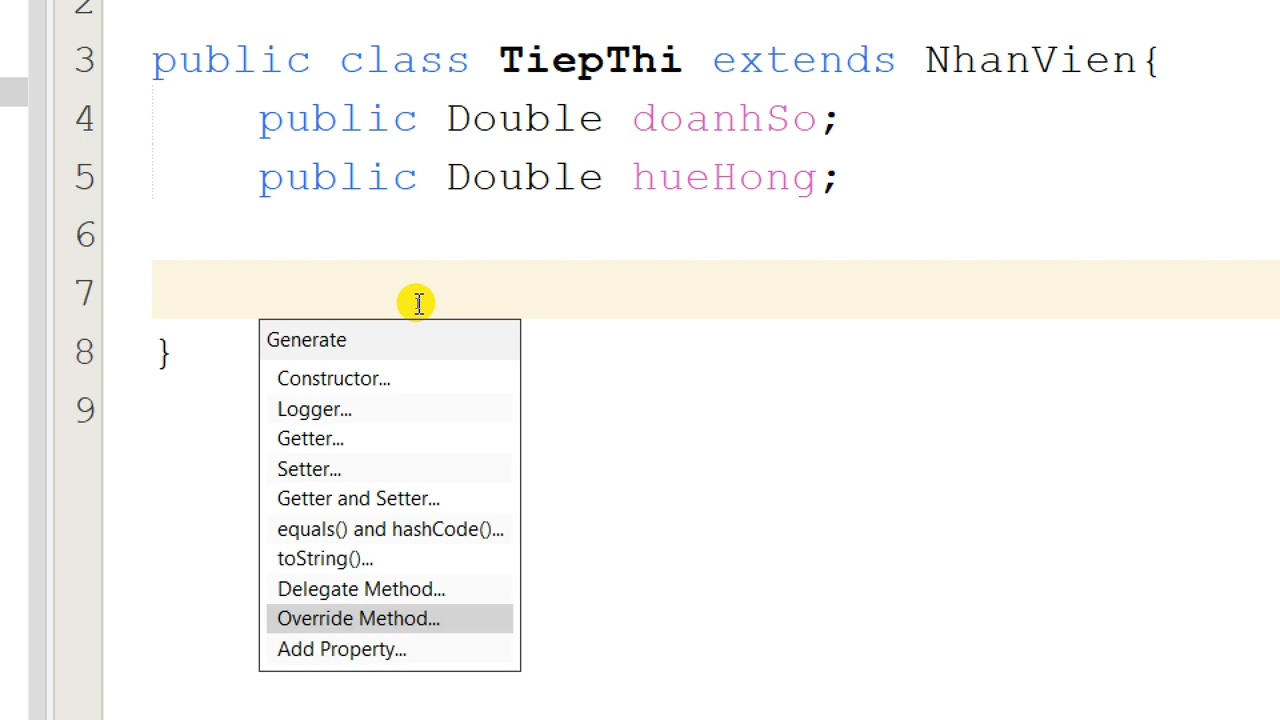 2
3 public class TiepThi extends NhanVien{
4 public Double doanhSo;
5 public Double hueHong;
6
7
Generate
8 }
Constructor...
9
Logger...
Getter...
Setter...
Getter and Setter...
equals() and hashCode()...
toString()...
Delegate Method...
Override Method...
Add Property...